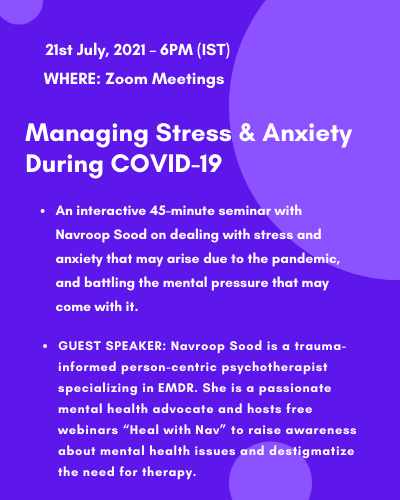 21st July, 2021 – 6PM (IST)
WHERE: Zoom Meetings
Managing Stress & Anxiety
During COVID-19
• An interactive 45-minute seminar with
Navroop Sood on dealing with stress and
anxiety that may arise due to the pandemic,
and battling the mental pressure that may
come with it.
• GUEST SPEAKER: Navroop Sood is a trauma-
informed person-centric psychotherapist
specializing in EMDR. She is a passionate
mental health advocate and hosts free
webinars “Heal with Nav” to raise awareness
about mental health issues and destigmatize
the need for therapy.